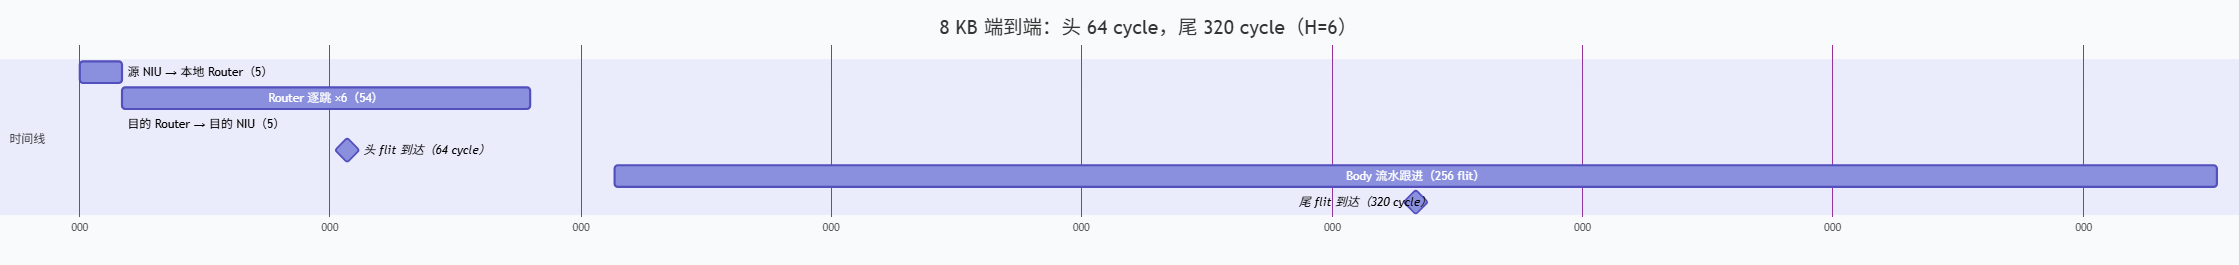 8 KB 端到端：头 64 cycle，尾 320 cycle（H=6）
源 NIU → 本地 Router（5）
Router 逐跳 ×6（54）
目的 Router → 目的 NIU（5）
时间线
头 flit 到达（64 cycle）
Body 流水跟进（256 flit）
尾 flit 到达（320 cycle）
000 000 000 000 000 000 000 000 000